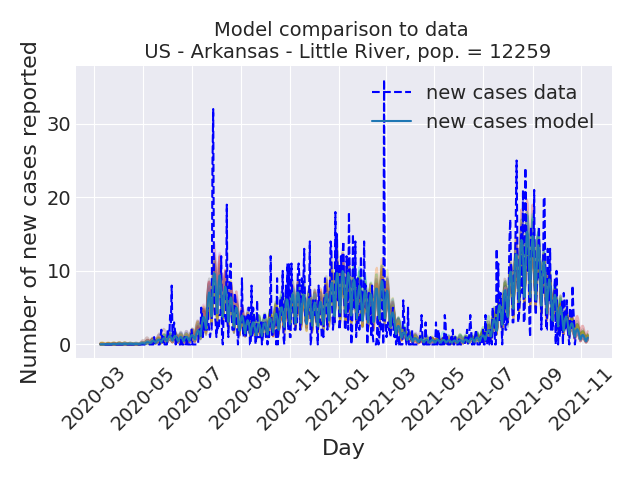 Model comparison to data
US - Arkansas - Little River, pop. = 12259
Number of new cases reported
30
20
10
0
new cases data
new cases model
2020-03
2020-05
2020-07
2020-09
2020-11
2021-01
2021-03
2021-05
2021-07
2021-09
2021-11
Day